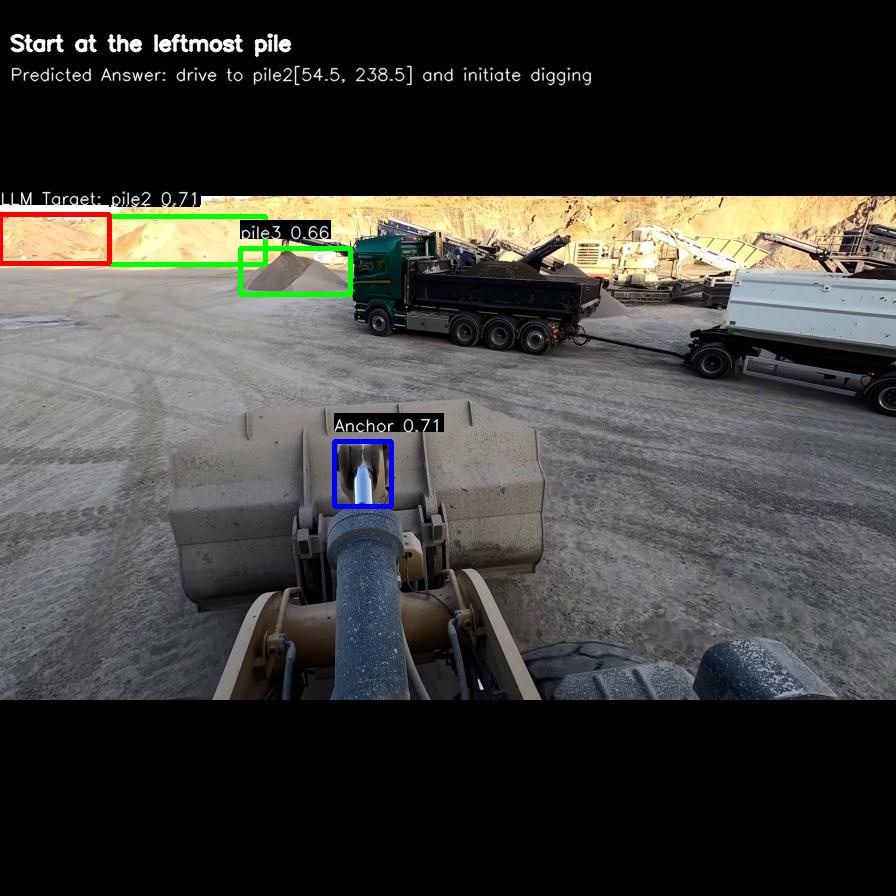 Start at the leftmost pile
Predicted Answer: drive to pile2[54.5, 238.5] and initiate digging
LLM Target: pile2 0.71
pile3 0.66
Anchor 0.71